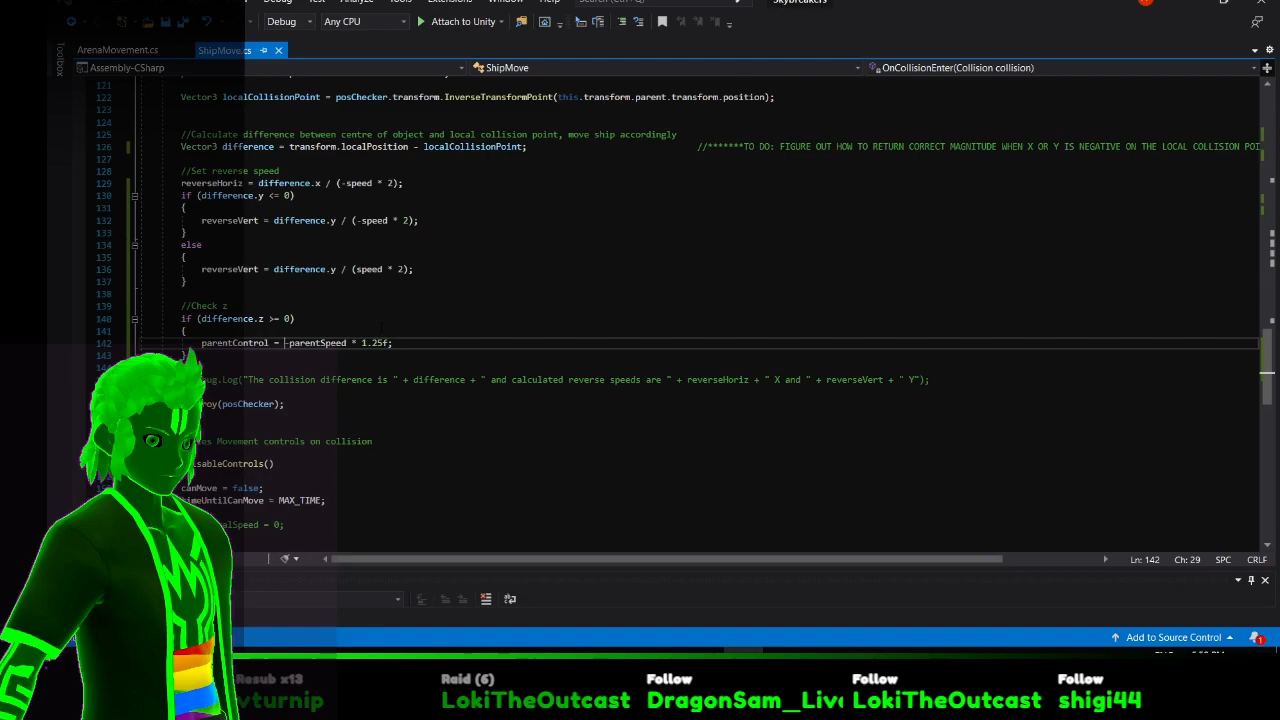 Debug Any CPU Attach to Unity
Toolbox
ArenaMovement.cs ShipMove.cs
Assembly-CSharp ShipMove OnCollisionEnter(Collision collision)
121
122 Vector3 localCollisionPoint = posChecker.transform.InverseTransformPoint(this.transform.parent.transform.position);
123
124
125 //Calculate difference between centre of object and local collision point, move ship accordingly
126 Vector3 difference = transform.localPosition - localCollisionPoint; //*******TO DO: FIGURE OUT HOW TO RETURN CORRECT MAGNITUDE WHEN X OR Y IS NEGATIVE ON THE LOCAL COLLISION POI
127
128 //Set reverse speed
129 reverseHoriz = difference.x / (-speed * 2);
130 if (difference.y <= 0)
131 {
132 reverseVert = difference.y / (-speed * 2);
133 }
134 else
135 {
136 reverseVert = difference.y / (speed * 2);
137 }
138
139 //Check z
140 if (difference.z >= 0)
141 {
142 parentControl = -parentSpeed * 1.25f;
143 }
ug.Log("The collision difference is " + difference + " and calculated reverse speeds are " + reverseHoriz + " X and " + reverseVert + " Y");
roy(posChecker);
es Movement controls on collision
isableControls()
canMove = false;
timeUntilCanMove = MAX_TIME;
alSpeed = 0;
Ln: 142 Ch: 29 SPC CRLF
Add to Source Control 1
Resub x13 Raid (6) Follow Follow Follow
vturnip LokiTheOutcast DragonSam_Live LokiTheOutcast shigi44